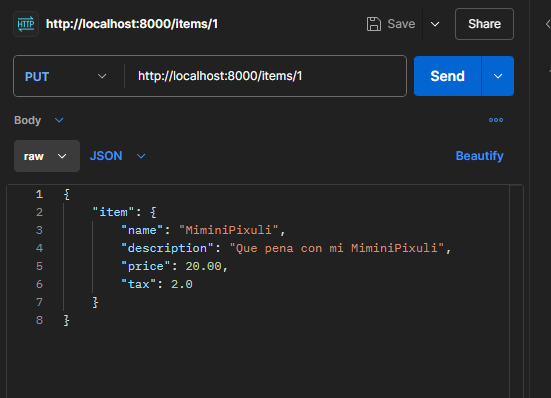 HTTP
http://localhost:8000/items/1
Save
Share
PUT
http://localhost:8000/items/1
Send
Body
raw
JSON
Beautify
1 {
2 "item": {
3 "name": "MiminiPixuli",
4 "description": "Que pena con mi MiminiPixuli",
5 "price": 20.00,
6 "tax": 2.0
7 }
8 }